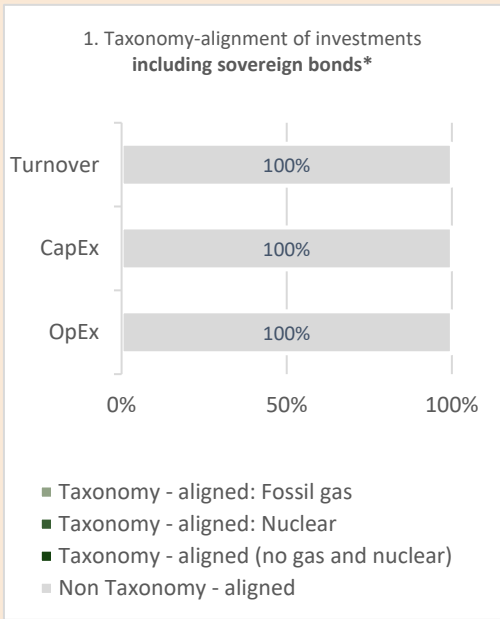 1. Taxonomy-alignment of investments
including sovereign bonds*
Turnover
100%
CapEx
100%
OpEx
100%
0%
50%
100%
Taxonomy - aligned: Fossil gas
Taxonomy - aligned: Nuclear
Taxonomy - aligned (no gas and nuclear)
Non Taxonomy - aligned